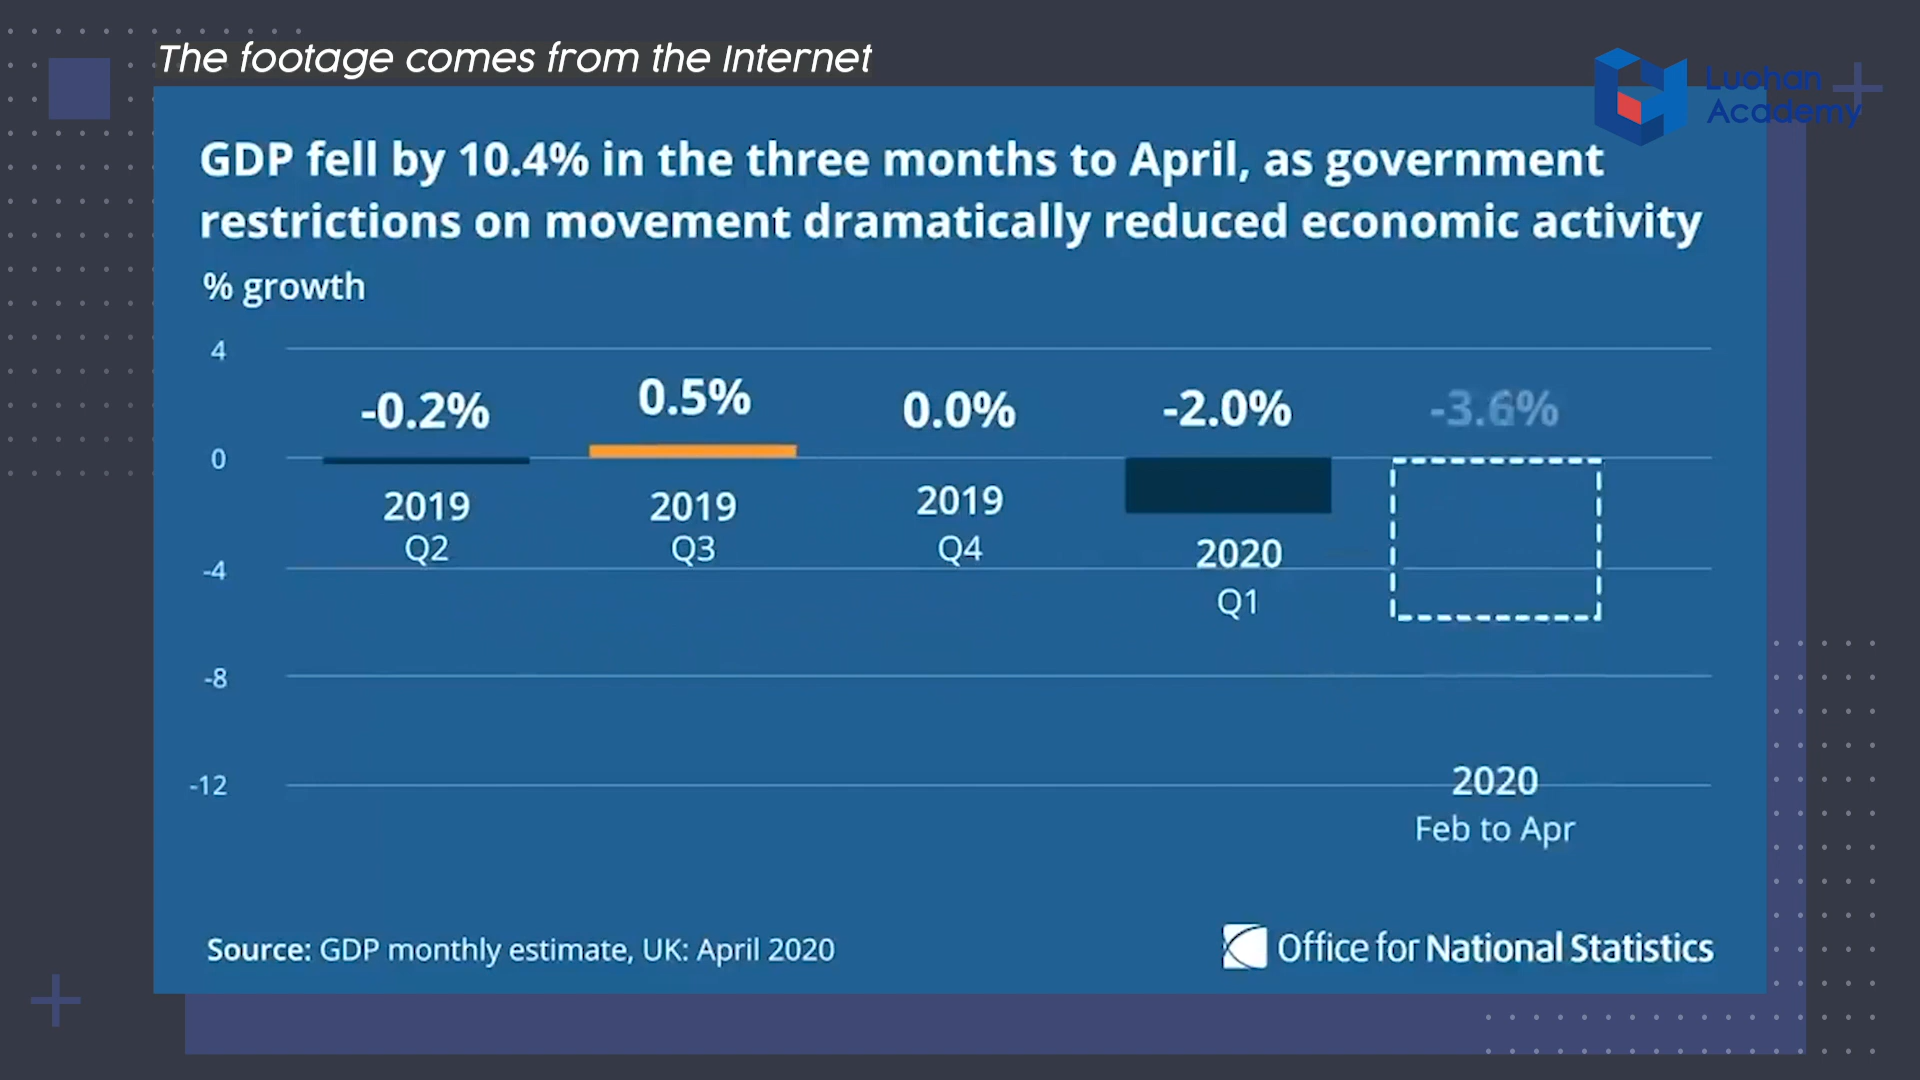 The footage comes from the Internet
Luohan
Academy
GDP fell by 10.4% in the three months to April, as government
restrictions on movement dramatically reduced economic activity
% growth
4
-0.2%
0.5%
0.0%
-2.0%
-3.6%
0
2019
Q2
2019
Q3
2019
Q4
2020
Q1
-4
-8
-12
2020
Feb to Apr
Source: GDP monthly estimate, UK: April 2020
Office for National Statistics